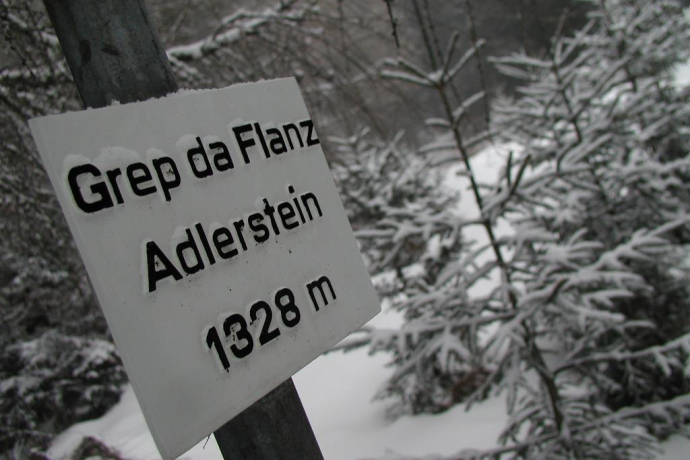 Grep da Flanz
Adlerstein
1328 m